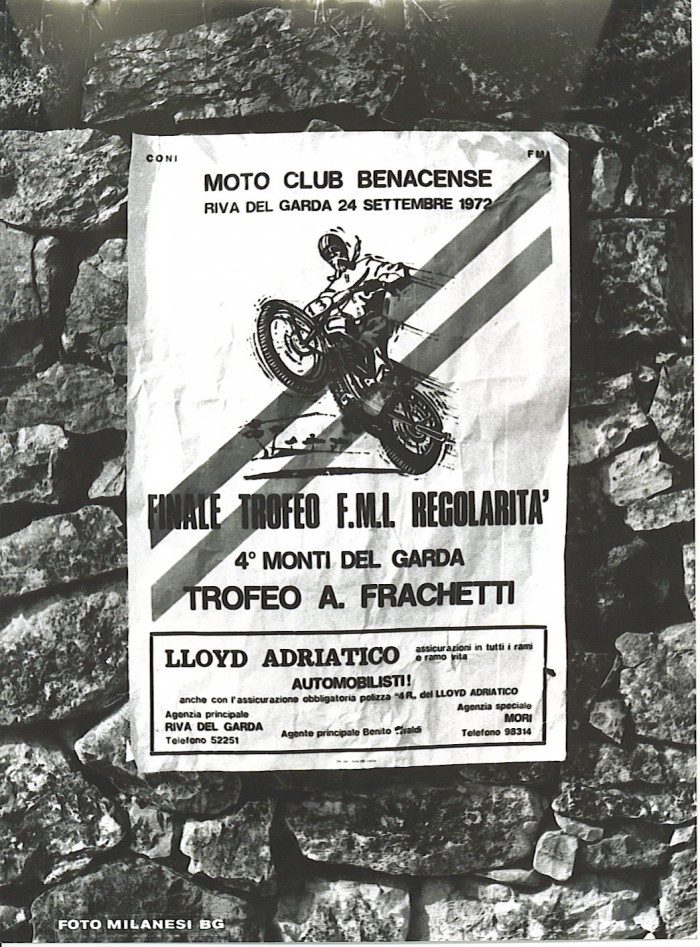 CONI
FMI
MOTO CLUB BENACENSE
RIVA DEL GARDA 24 SETTEMBRE 1972
FINALE TROFEO F.M.I. REGOLARITA'
4° MONTI DEL GARDA
TROFEO A. FRACHETTI
LLOYD ADRIATICO assicurazioni in tutti i rami
e ramo vita
AUTOMOBILISTI!
anche con l'assicurazione obbligatoria polizza "4R„ del LLOYD ADRIATICO
Agenzia principale
RIVA DEL GARDA
Telefono 52251
Agente principale Benito
Agenzia speciale
MORI
Telefono 98314
FOTO MILANESI BG